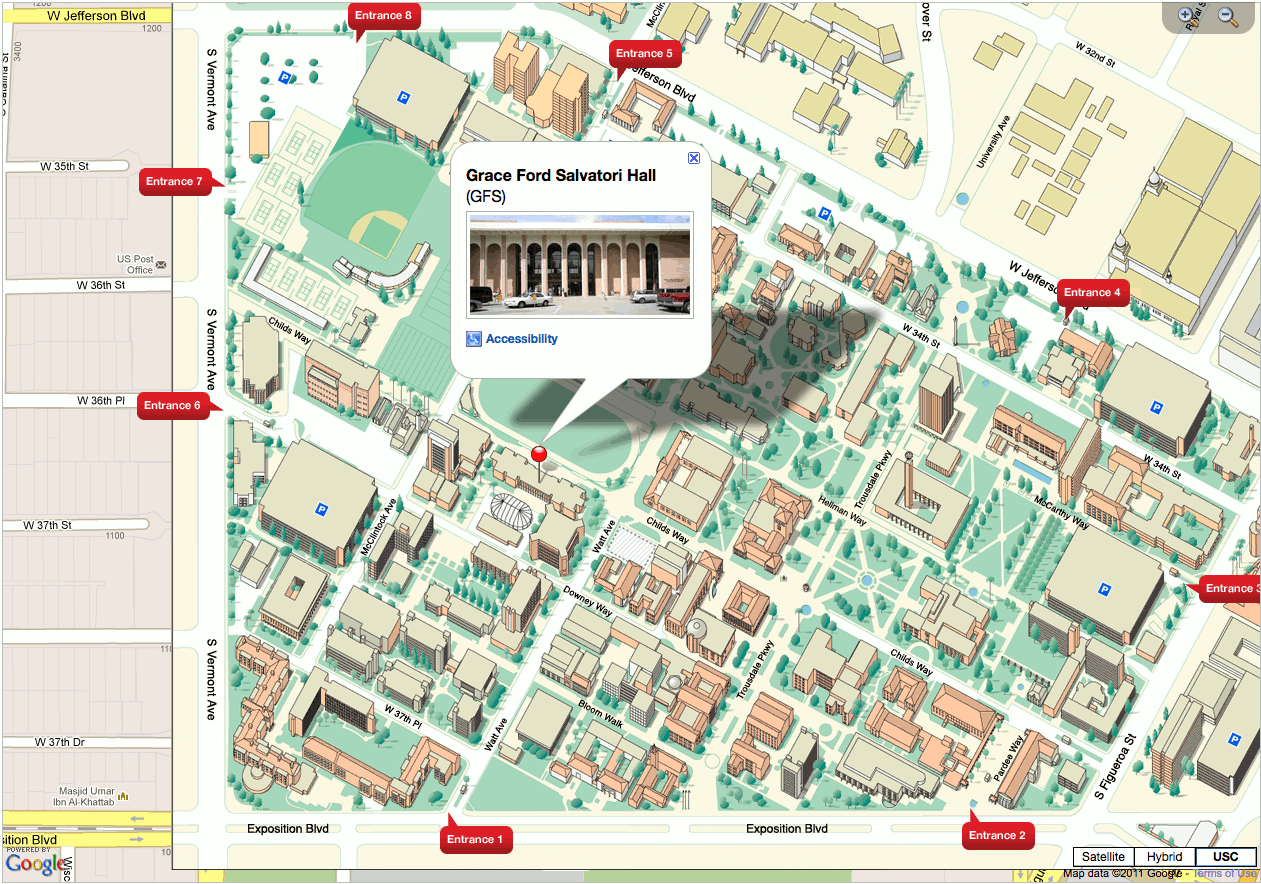 1200
W Jefferson Blvd
1200
3400
S Vermont Ave
Entrance 8
Entrance 5
Jefferson Blvd
W 32nd St
University Ave
W 35th St
Entrance 7
Grace Ford Salvatori Hall
(GFS)
Accessibility
US Post
Office
W 36th St
W Jefferson
Entrance 4
W 34th St
Childs Way
S Vermont Ave
W 36th Pl
Entrance 6
W 34th St
Trousdale Pkwy
Hellman Way
McCarthy Way
W 37th St
1100
McClintock Ave
Watt Ave
Childs Way
Downey Way
Entrance 3
S Vermont Ave
Trousdale Pkwy
Childs Way
W 37th Pl
Bloom Walk
Watt Ave
W 37th Dr
Pardee Way
S Figueroa St
Masjid Umar
Ibn Al-Khattab
Exposition Blvd
Exposition Blvd
Entrance 1
Entrance 2
sition Blvd
POWERED BY
Google
Satellite
Hybrid
USC
Map data ©2011 Google - Terms of Use